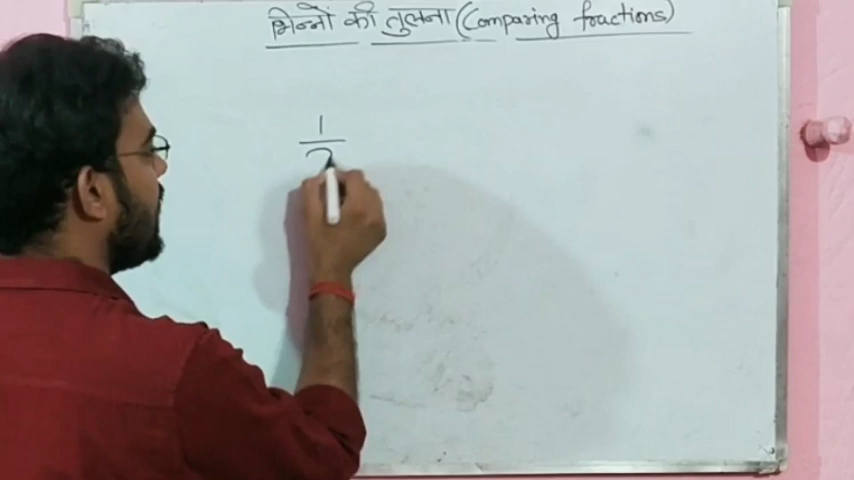 भिन्नों की तुलना (Comparing fractions)
1